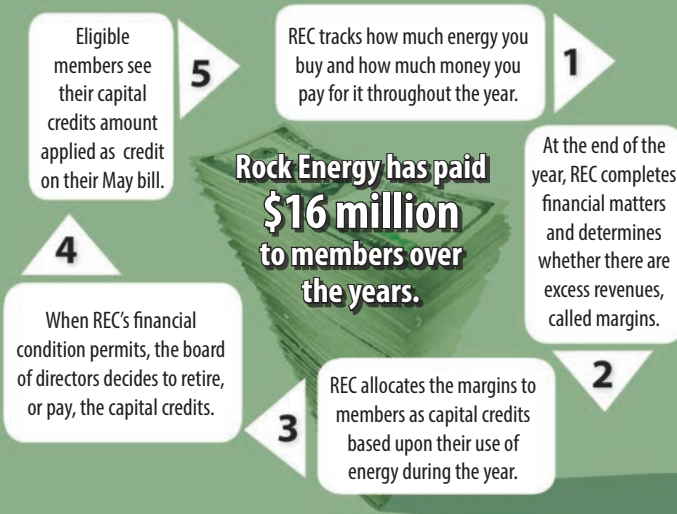 REC tracks how much energy you
buy and how much money you
pay for it throughout the year.
1
At the end of the
year, REC completes
financial matters
and determines
whether there are
excess revenues,
called margins.
2
REC allocates the margins to
members as capital credits
based upon their use of
energy during the year.
3
When REC's financial
condition permits, the board
of directors decides to retire,
or pay, the capital credits.
4
Eligible
members see
their capital
credits amount
applied as credit
on their May bill.
5
Rock Energy has paid
$16 million
to members over
the years.